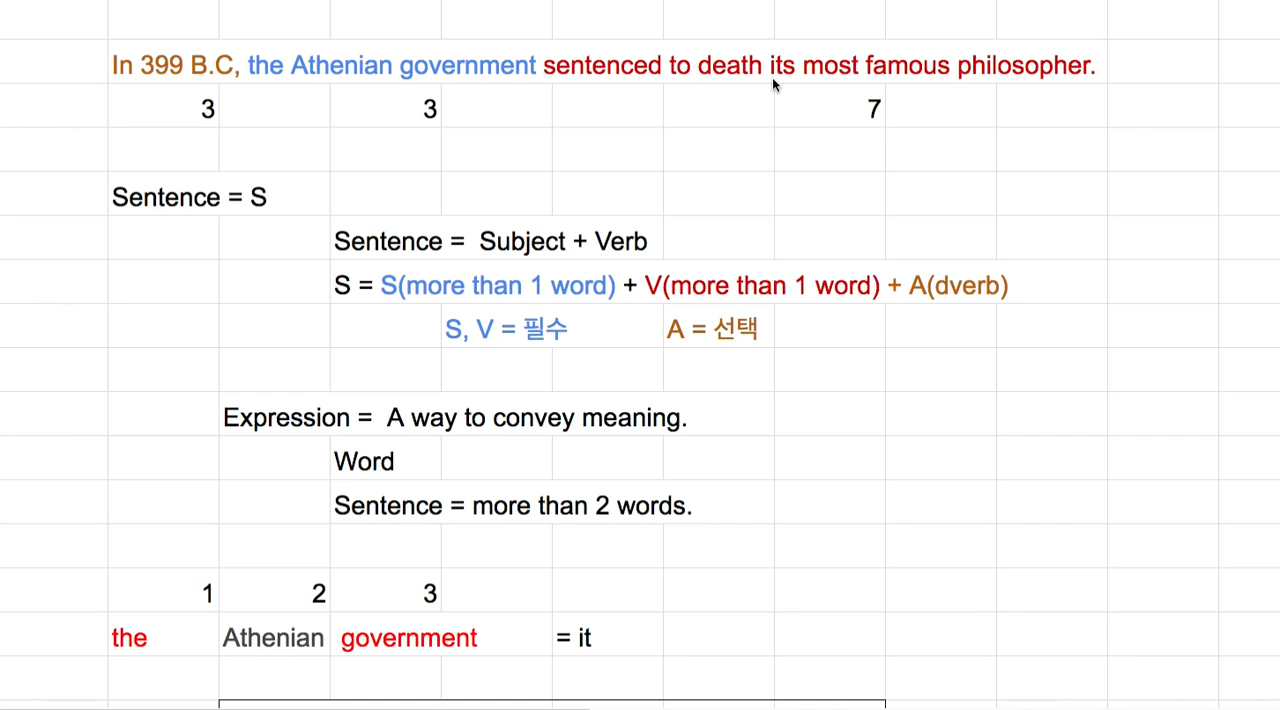 In 399 B.C, the Athenian government sentenced to death its most famous philosopher.
3 3 7
Sentence = S
Sentence = Subject + Verb
S = S(more than 1 word) + V(more than 1 word) + A(dverb)
S, V = 필수 A = 선택
Expression = A way to convey meaning.
Word
Sentence = more than 2 words.
1 2 3
the Athenian government = it